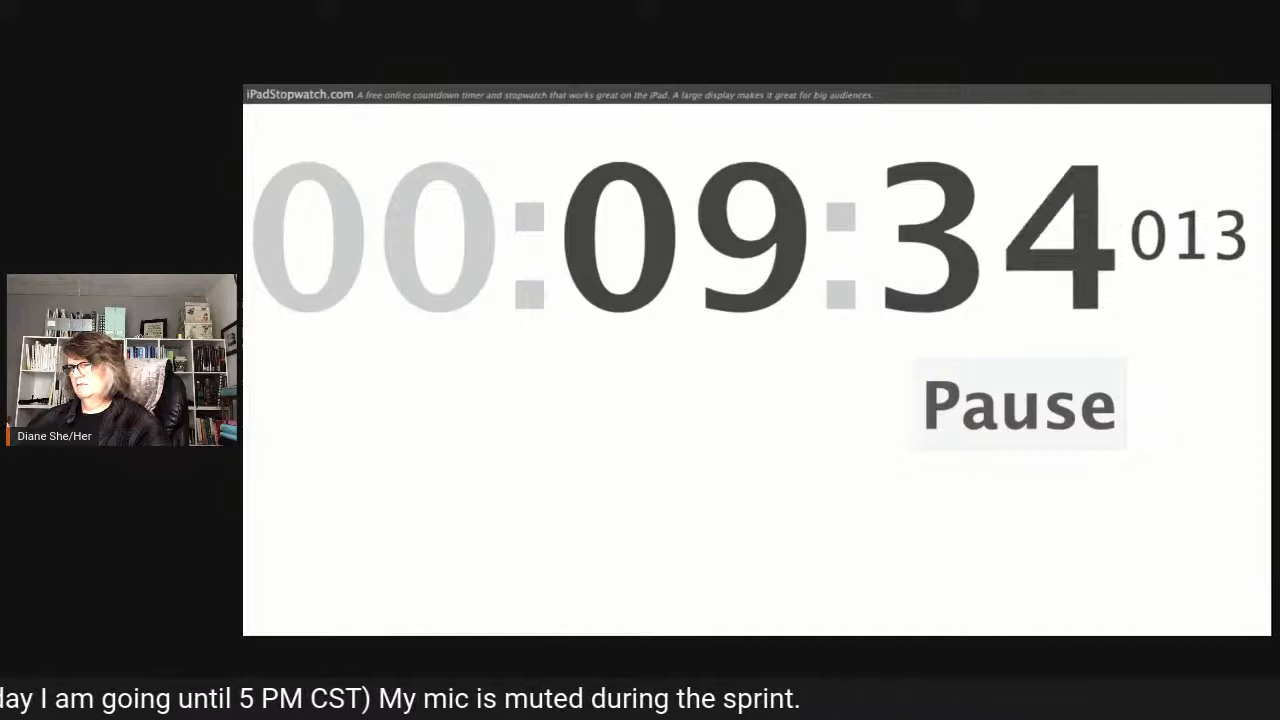 iPadStopwatch.com A free online countdown timer and stopwatch that works great on the iPad. A large display makes it great for big audiences.
00:09:34 013
Pause
Diane She/Her
day I am going until 5 PM CST) My mic is muted during the sprint.